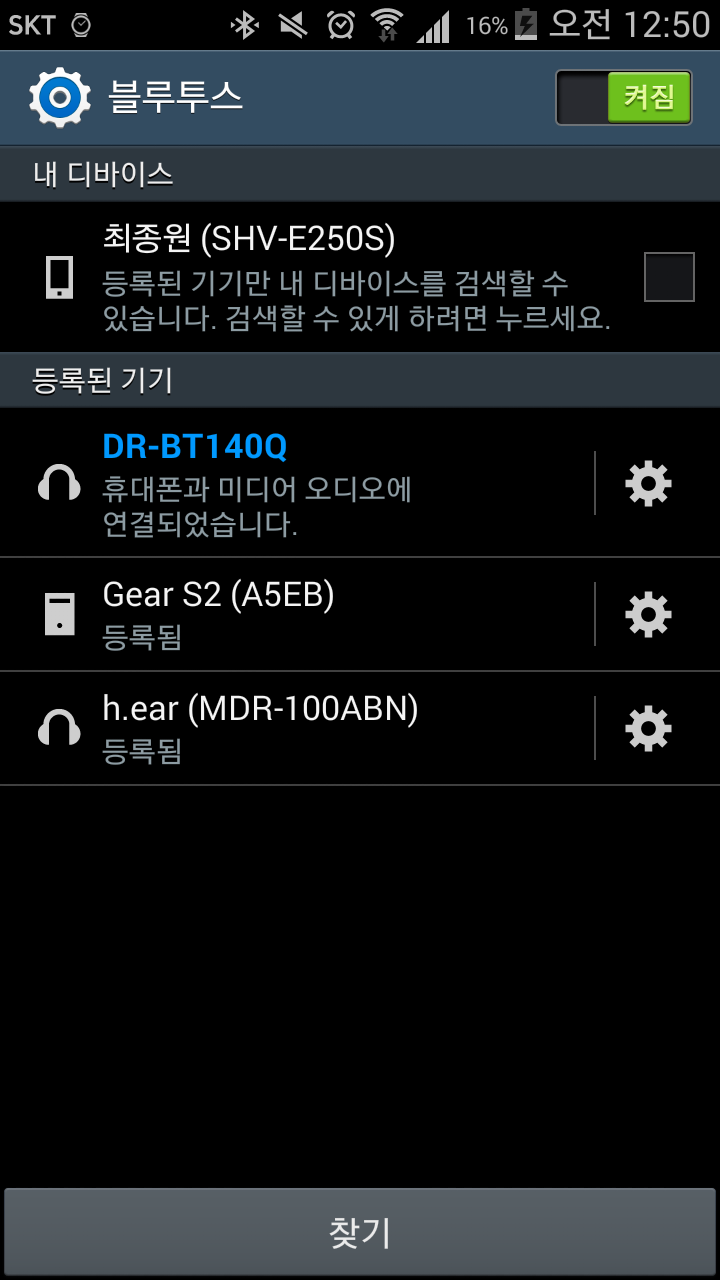 SKT 16% 오전 12:50
블루투스 켜짐
내 디바이스
최종원 (SHV-E250S)
등록된 기기만 내 디바이스를 검색할 수
있습니다. 검색할 수 있게 하려면 누르세요.
등록된 기기
DR-BT140Q
휴대폰과 미디어 오디오에
연결되었습니다.
Gear S2 (A5EB)
등록됨
h.ear (MDR-100ABN)
등록됨
찾기